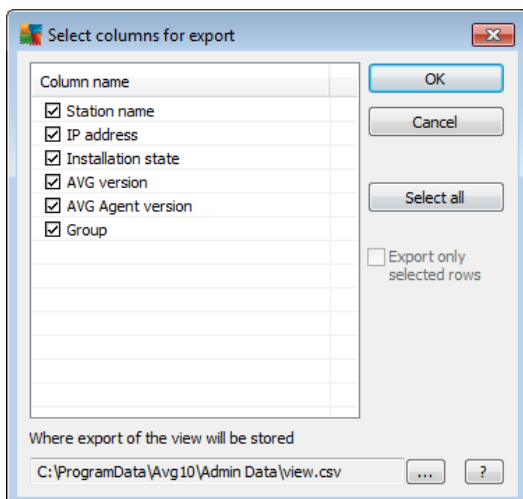 Select columns for export
Column name
Station name
IP address
Installation state
AVG version
AVG Agent version
Group
OK
Cancel
Select all
Export only
selected rows
Where export of the view will be stored
C:\ProgramData\Avg10\Admin Data\view.csv
...
?